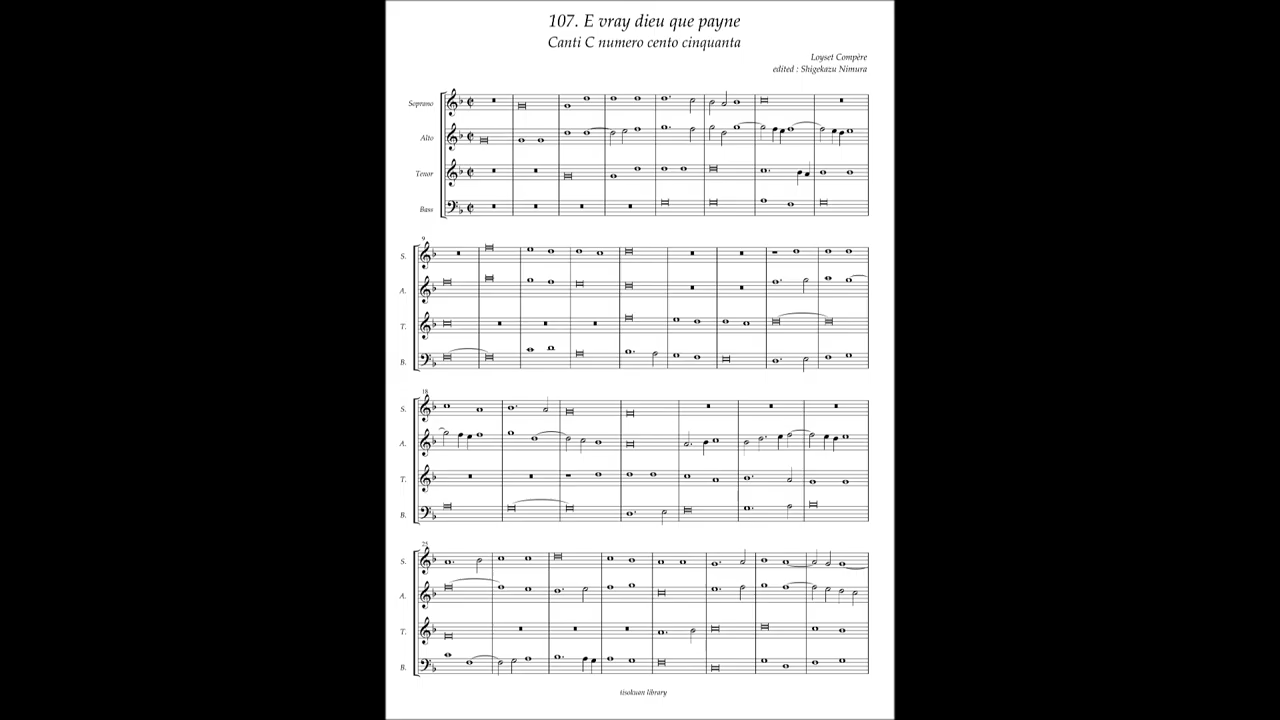 107. E vray dieu que payne
Canti C numero cento cinquanta
Loyset Compère
edited : Shigekazu Nimura
Soprano
Alto
Tenor
Bass
9
S.
A.
T.
B.
18
S.
A.
T.
B.
25
S.
A.
T.
B.
tisokuan library